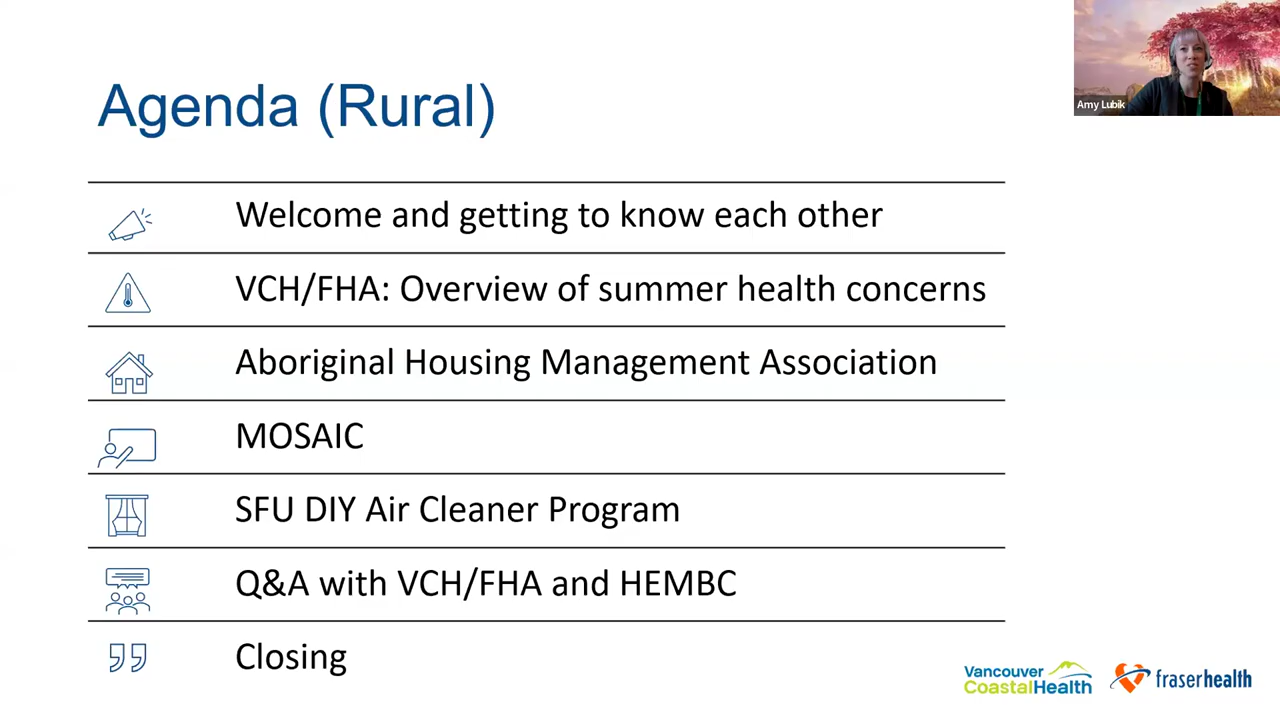 Agenda (Rural)
Amy Lubik
Welcome and getting to know each other
VCH/FHA: Overview of summer health concerns
Aboriginal Housing Management Association
MOSAIC
SFU DIY Air Cleaner Program
Q&A with VCH/FHA and HEMBC
Closing
Vancouver
CoastalHealth
fraserhealth